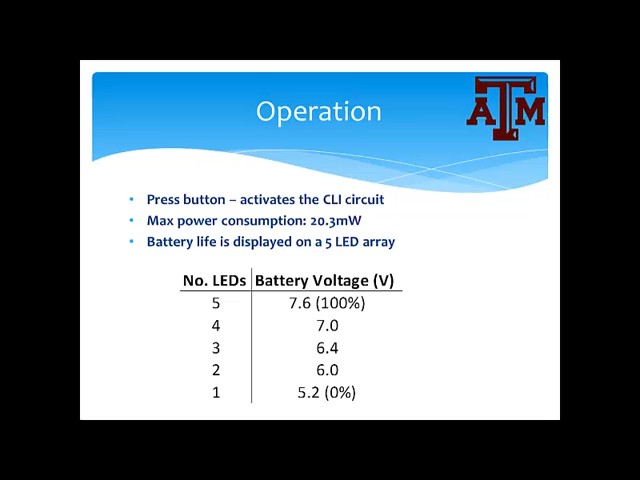 Operation
ATM
Press button – activates the CLI circuit
Max power consumption: 20.3mW
Battery life is displayed on a 5 LED array
No. LEDs Battery Voltage (V)
5 7.6 (100%)
4 7.0
3 6.4
2 6.0
1 5.2 (0%)